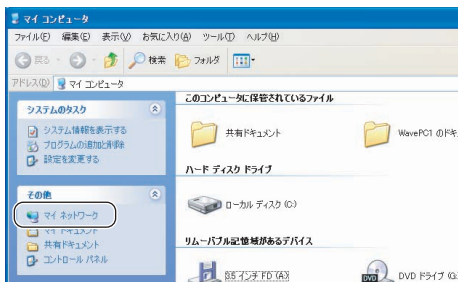 マイ コンピュータ
ファイル(F) 編集(E) 表示(V) お気に入り(A) ツール(T) ヘルプ(H)
戻る 検索 フォルダ
アドレス(D) マイ コンピュータ
システムのタスク
システム情報を表示する
プログラムの追加と削除
設定を変更する
その他
マイ ネットワーク
マイ ドキュメント
共有ドキュメント
コントロール パネル
このコンピュータに保管されているファイル
共有ドキュメント WavePC1 のドキ
ハード ディスク ドライブ
ローカル ディスク (C:)
リムーバブル記憶域があるデバイス
3.5 インチ FD (A:) DVD ドライブ (G: